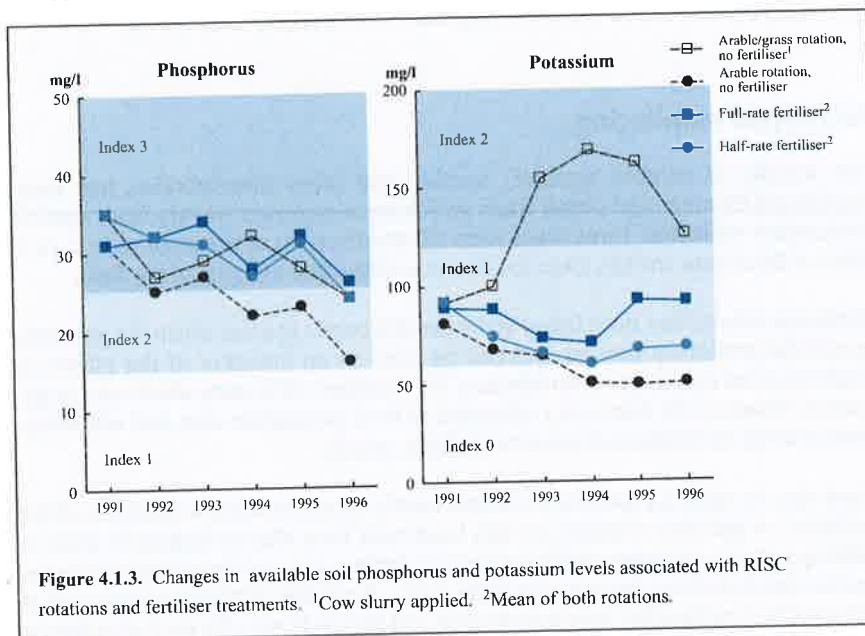 Phosphorus
mg/l
50
40
30
20
10
0
Index 3
Index 2
Index 1
1991 1992 1993 1994 1995 1996
Potassium
mg/l
200
150
100
50
0
Index 2
Index 1
Index 0
1991 1992 1993 1994 1995 1996
Arable/grass rotation,
no fertiliser¹
Arable rotation,
no fertiliser
Full-rate fertiliser²
Half-rate fertiliser²
Figure 4.1.3. Changes in available soil phosphorus and potassium levels associated with RISC
rotations and fertiliser treatments. ¹Cow slurry applied. ²Mean of both rotations.